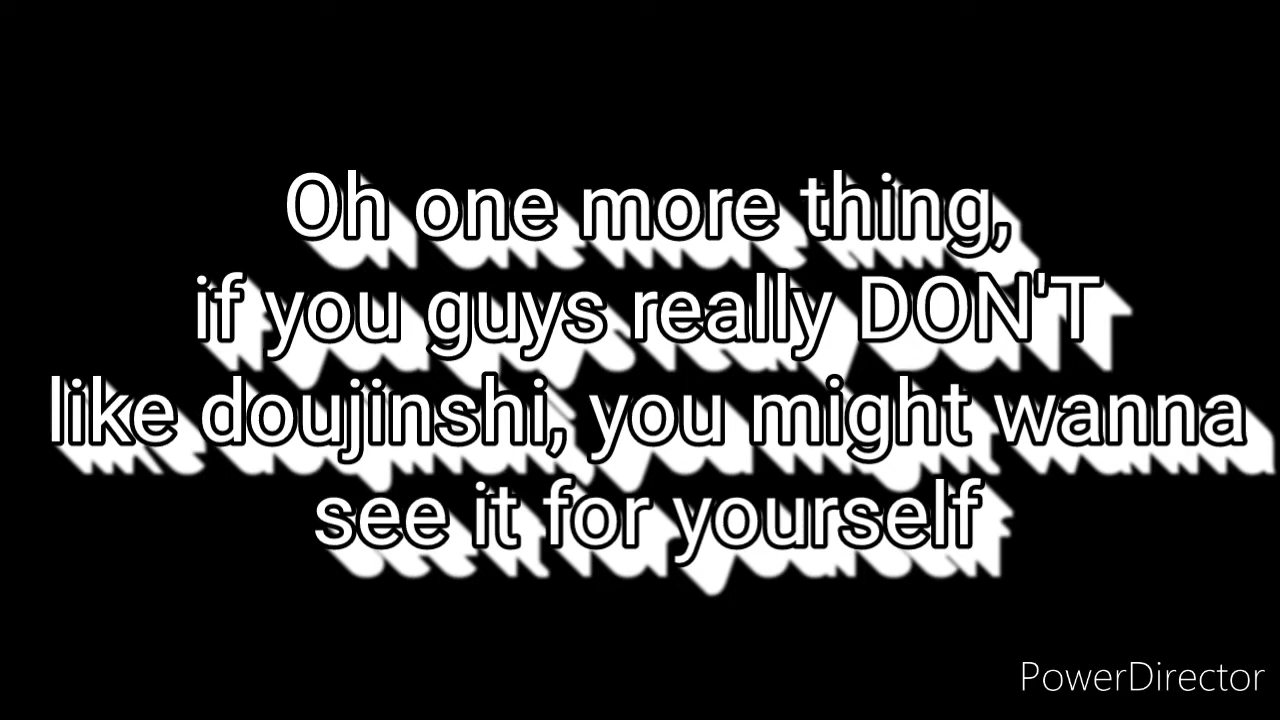 Oh one more thing,
if you guys really DON'T
like doujinshi, you might wanna
see it for yourself
PowerDirector